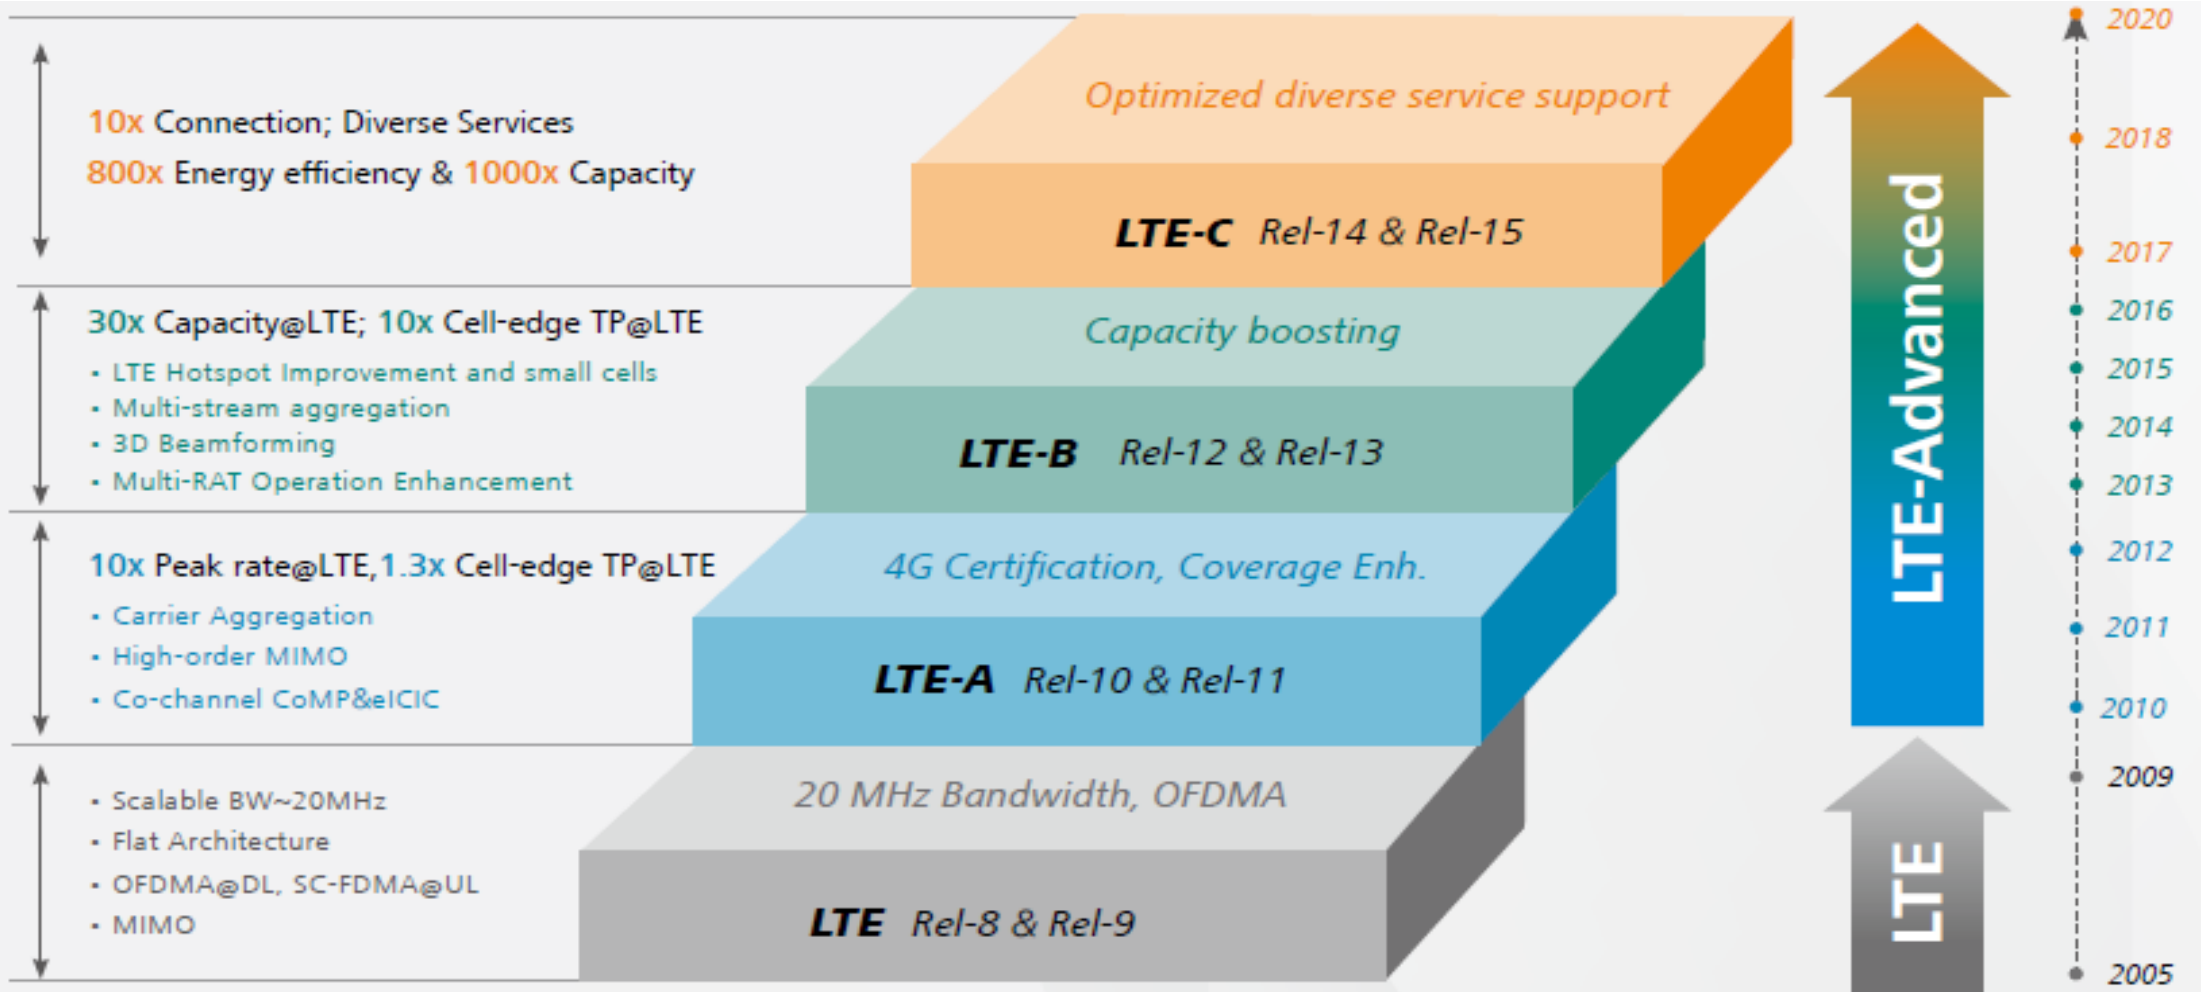 10x Connection; Diverse Services
800x Energy efficiency & 1000x Capacity
Optimized diverse service support
LTE-C Rel-14 & Rel-15
30x Capacity@LTE; 10x Cell-edge TP@LTE
▪ LTE Hotspot Improvement and small cells
▪ Multi-stream aggregation
▪ 3D Beamforming
▪ Multi-RAT Operation Enhancement
Capacity boosting
LTE-B Rel-12 & Rel-13
10x Peak rate@LTE,1.3x Cell-edge TP@LTE
▪ Carrier Aggregation
▪ High-order MIMO
▪ Co-channel CoMP&eICIC
4G Certification, Coverage Enh.
LTE-A Rel-10 & Rel-11
▪ Scalable BW~20MHz
▪ Flat Architecture
▪ OFDMA@DL, SC-FDMA@UL
▪ MIMO
20 MHz Bandwidth, OFDMA
LTE Rel-8 & Rel-9
LTE-Advanced
LTE
2020
2018
2017
2016
2015
2014
2013
2012
2011
2010
2009
2005